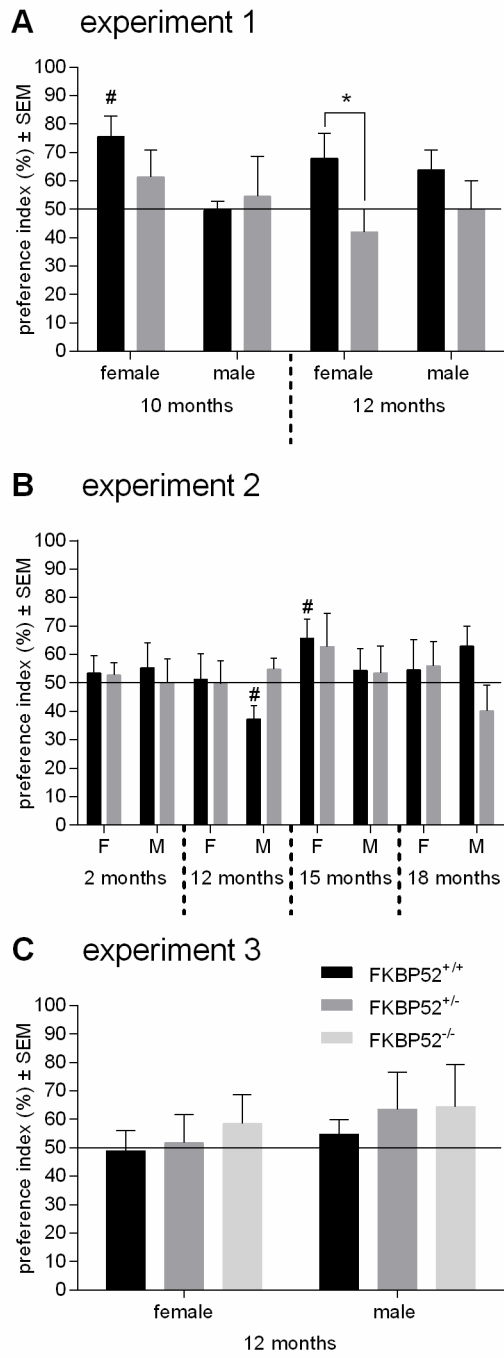 A experiment 1
preference index (%) ± SEM
100
90
80
70
60
50
40
30
20
10
0
#
*
female male female male
10 months 12 months
B experiment 2
preference index (%) ± SEM
100
90
80
70
60
50
40
30
20
10
0
#
#
F M F M F M F M
2 months 12 months 15 months 18 months
C experiment 3
FKBP52+/+
FKBP52+/-
FKBP52-/-
preference index (%) ± SEM
100
90
80
70
60
50
40
30
20
10
0
female male
12 months